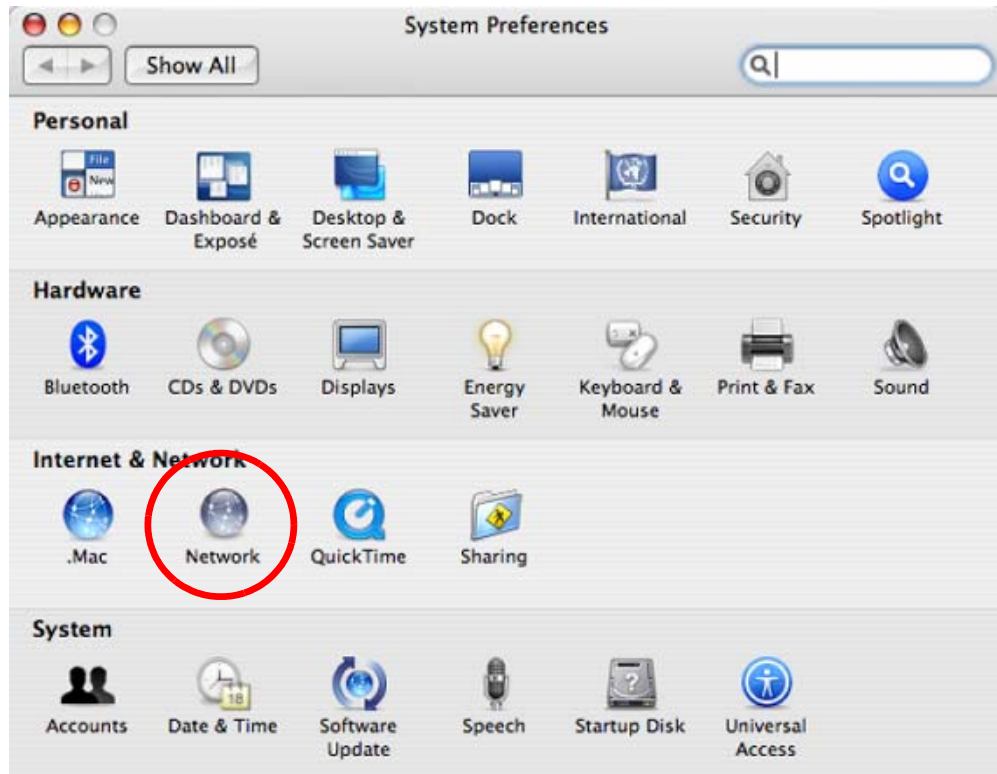 System Preferences
Show All
Personal
File
New
Appearance
Dashboard &
Exposé
Desktop &
Screen Saver
Dock
International
Security
Spotlight
Hardware
Bluetooth
CDs & DVDs
Displays
Energy
Saver
Keyboard &
Mouse
Print & Fax
Sound
Internet & Network
.Mac
Network
QuickTime
Sharing
System
Accounts
18
Date & Time
Software
Update
Speech
?
Startup Disk
Universal
Access